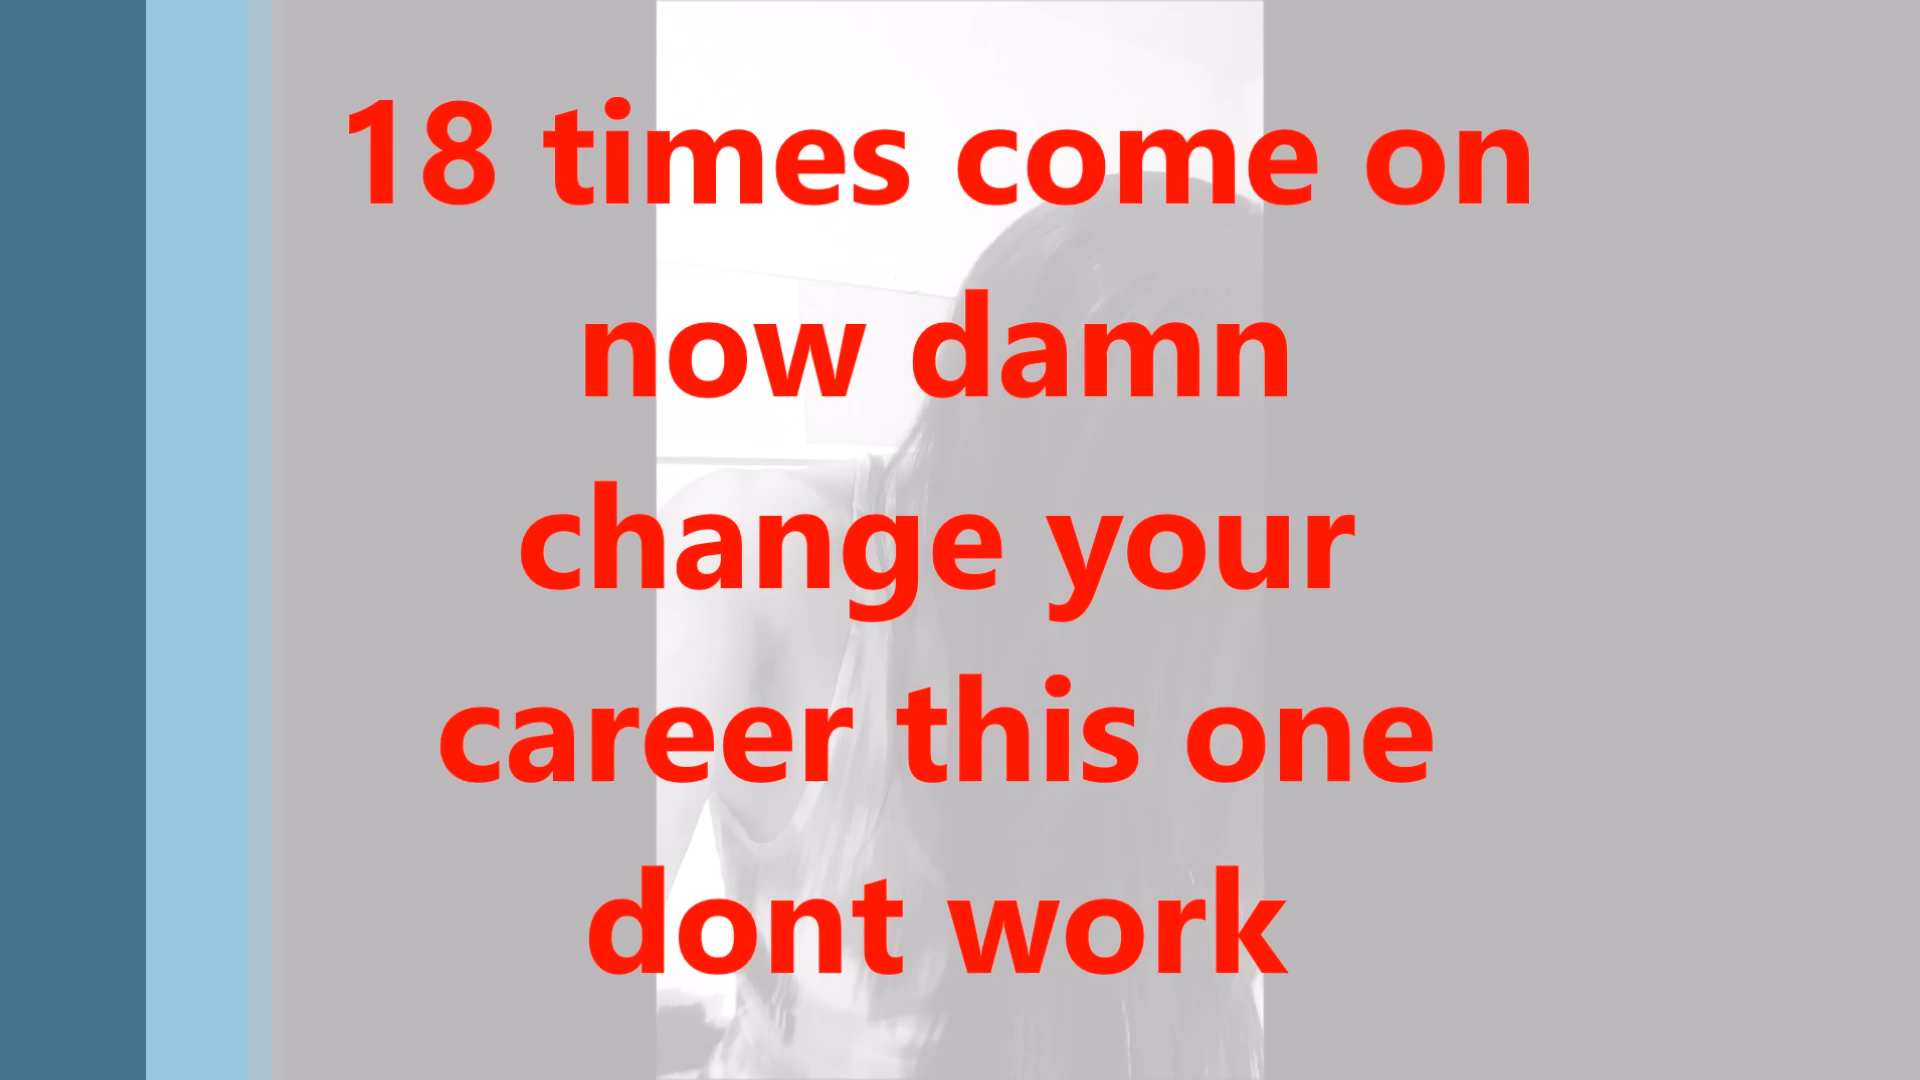 18 times come on
now damn
change your
career this one
dont work